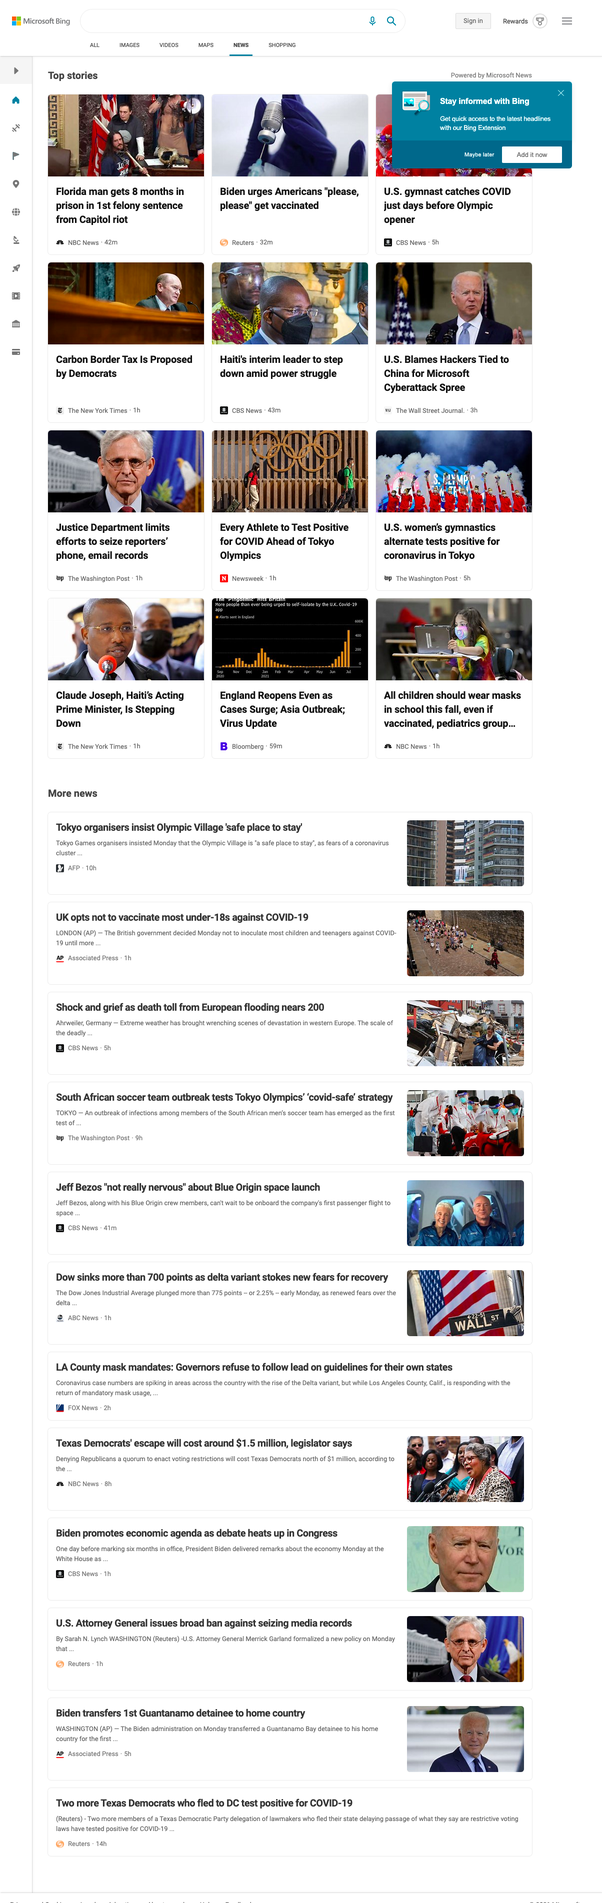 Microsoft Bing
Sign in
Rewards
ALL IMAGES VIDEOS MAPS NEWS SHOPPING
Top stories
Powered by Microsoft News
Stay informed with Bing
Get quick access to the latest headlines
with our Bing Extension
Maybe later
Add it now
Florida man gets 8 months in
prison in 1st felony sentence
from Capitol riot
NBC News · 42m
Biden urges Americans "please,
please" get vaccinated
Reuters · 32m
U.S. gymnast catches COVID
just days before Olympic
opener
CBS News · 5h
Carbon Border Tax Is Proposed
by Democrats
The New York Times · 1h
Haiti's interim leader to step
down amid power struggle
CBS News · 43m
U.S. Blames Hackers Tied to
China for Microsoft
Cyberattack Spree
The Wall Street Journal. · 3h
Justice Department limits
efforts to seize reporters'
phone, email records
The Washington Post · 1h
Every Athlete to Test Positive
for COVID Ahead of Tokyo
Olympics
Newsweek · 1h
U.S. women's gymnastics
alternate tests positive for
coronavirus in Tokyo
The Washington Post · 5h
Claude Joseph, Haiti's Acting
Prime Minister, Is Stepping
Down
The New York Times · 1h
More people than ever being urged to self-isolate by the U.K. Covid-19
app
Alerts sent in England
England Reopens Even as
Cases Surge; Asia Outbreak;
Virus Update
Bloomberg · 59m
All children should wear masks
in school this fall, even if
vaccinated, pediatrics group...
NBC News · 1h
More news
Tokyo organisers insist Olympic Village 'safe place to stay'
Tokyo Games organisers insisted Monday that the Olympic Village is "a safe place to stay", as fears of a coronavirus
cluster ...
AFP · 10h
UK opts not to vaccinate most under-18s against COVID-19
LONDON (AP) — The British government decided Monday not to inoculate most children and teenagers against COVID-
19 until more ...
AP Associated Press · 1h
Shock and grief as death toll from European flooding nears 200
Ahrweiler, Germany — Extreme weather has brought wrenching scenes of devastation in western Europe. The scale of
the deadly ...
CBS News · 5h
South African soccer team outbreak tests Tokyo Olympics' 'covid-safe' strategy
TOKYO — An outbreak of infections among members of the South African men's soccer team has emerged as the first
test of ...
The Washington Post · 9h
Jeff Bezos "not really nervous" about Blue Origin space launch
Jeff Bezos, along with his Blue Origin crew members, can't wait to be onboard the company's first passenger flight to
space ...
CBS News · 41m
Dow sinks more than 700 points as delta variant stokes new fears for recovery
The Dow Jones Industrial Average plunged more than 775 points -- or 2.25% -- early Monday, as renewed fears over the
delta ...
ABC News · 1h
WALL ST
LA County mask mandates: Governors refuse to follow lead on guidelines for their own states
Coronavirus case numbers are spiking in areas across the country with the rise of the Delta variant, but while Los Angeles County, Calif., is responding with the
return of mandatory mask usage, ...
FOX News · 2h
Texas Democrats' escape will cost around $1.5 million, legislator says
Denying Republicans a quorum to enact voting restrictions will cost Texas Democrats north of $1 million, according to
the ...
NBC News · 8h
Biden promotes economic agenda as debate heats up in Congress
One day before marking six months in office, President Biden delivered remarks about the economy Monday at the
White House as ...
CBS News · 1h
U.S. Attorney General issues broad ban against seizing media records
By Sarah N. Lynch WASHINGTON (Reuters) -U.S. Attorney General Merrick Garland formalized a new policy on Monday
that ...
Reuters · 1h
Biden transfers 1st Guantanamo detainee to home country
WASHINGTON (AP) — The Biden administration on Monday transferred a Guantanamo Bay detainee to his home
country for the first ...
AP Associated Press · 5h
Two more Texas Democrats who fled to DC test positive for COVID-19
(Reuters) - Two more members of a Texas Democratic Party delegation of lawmakers who fled their state delaying passage of what they say are restrictive voting
laws have tested positive for COVID-19 ...
Reuters · 14h